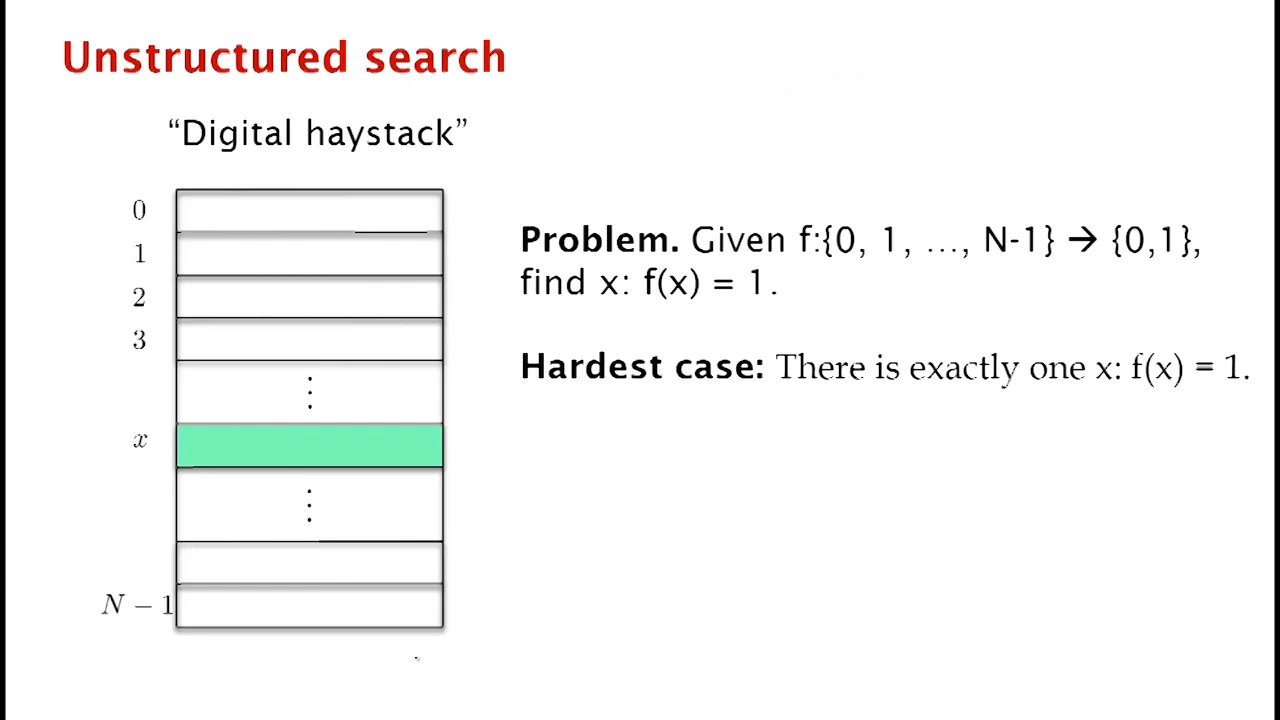 Unstructured search
“Digital haystack”
0
1
2
3
⋮
x
⋮
N − 1
Problem. Given f:{0, 1, …, N-1} → {0,1},
find x: f(x) = 1.
Hardest case: There is exactly one x: f(x) = 1.